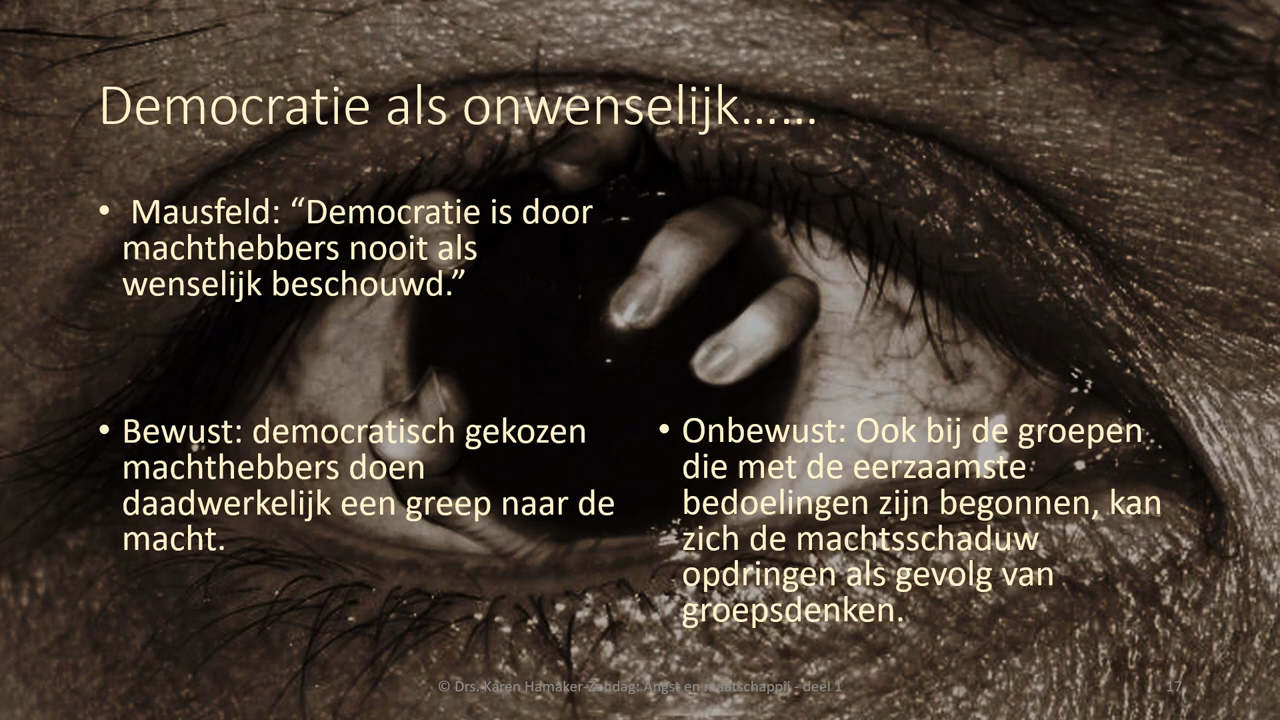 Democratie als onwenselijk……
• Mausfeld: “Democratie is door
machthebbers nooit als
wenselijk beschouwd.”
• Bewust: democratisch gekozen
machthebbers doen
daadwerkelijk een greep naar de
macht.
• Onbewust: Ook bij de groepen
die met de eerzaamste
bedoelingen zijn begonnen, kan
zich de machtsschaduw
opdringen als gevolg van
groepsdenken.
© Drs. Karen Hamaker-Zondag: Angst en maatschappij - deel 1
17